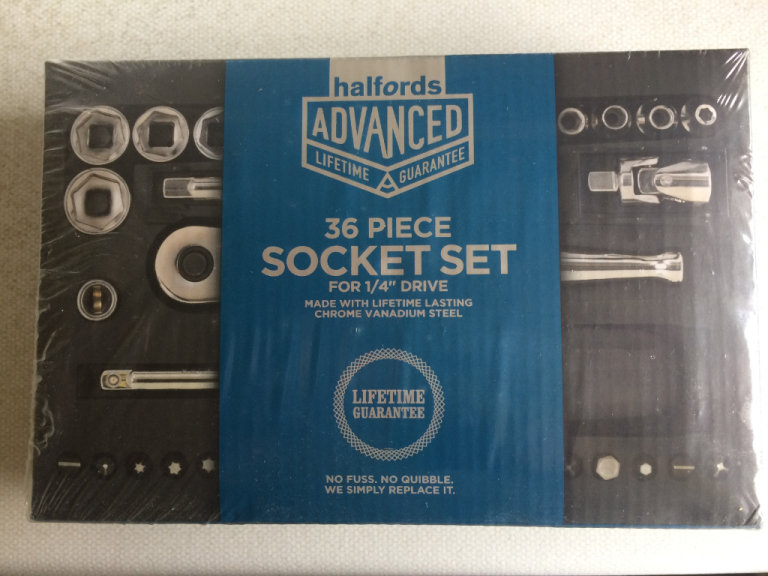 halfords
ADVANCED
LIFETIME GUARANTEE
36 PIECE
SOCKET SET
FOR 1/4" DRIVE
MADE WITH LIFETIME LASTING
CHROME VANADIUM STEEL
LIFETIME
GUARANTEE
NO FUSS. NO QUIBBLE.
WE SIMPLY REPLACE IT.